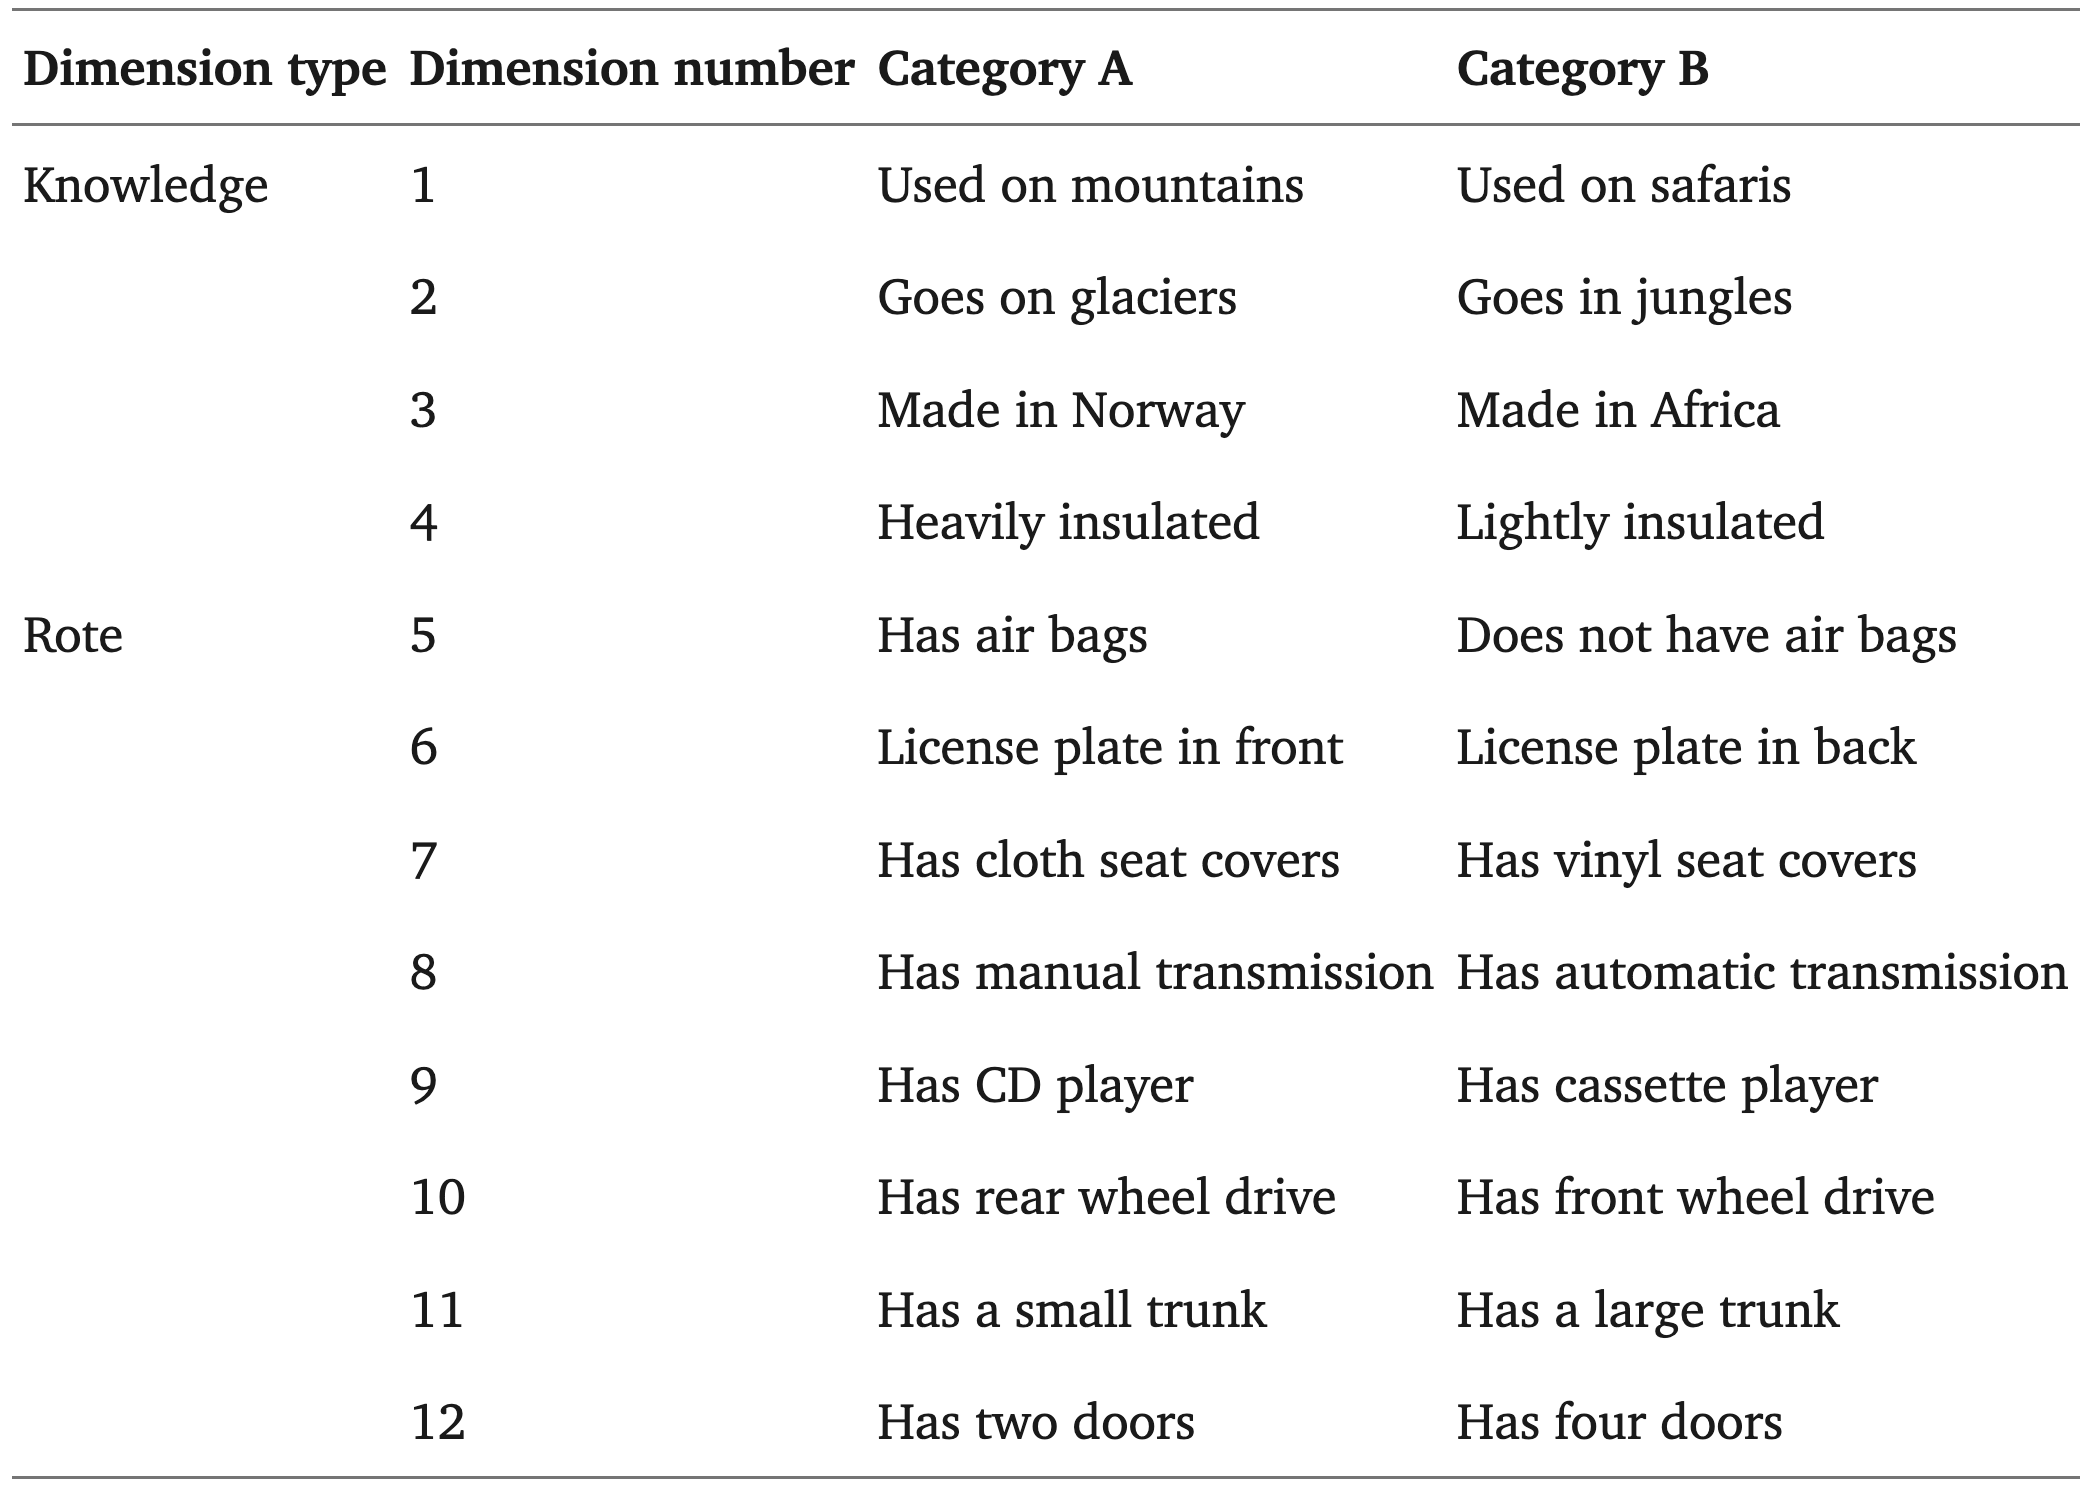 Dimension type Dimension number Category A Category B
Knowledge 1 Used on mountains Used on safaris
2 Goes on glaciers Goes in jungles
3 Made in Norway Made in Africa
4 Heavily insulated Lightly insulated
Rote 5 Has air bags Does not have air bags
6 License plate in front License plate in back
7 Has cloth seat covers Has vinyl seat covers
8 Has manual transmission Has automatic transmission
9 Has CD player Has cassette player
10 Has rear wheel drive Has front wheel drive
11 Has a small trunk Has a large trunk
12 Has two doors Has four doors